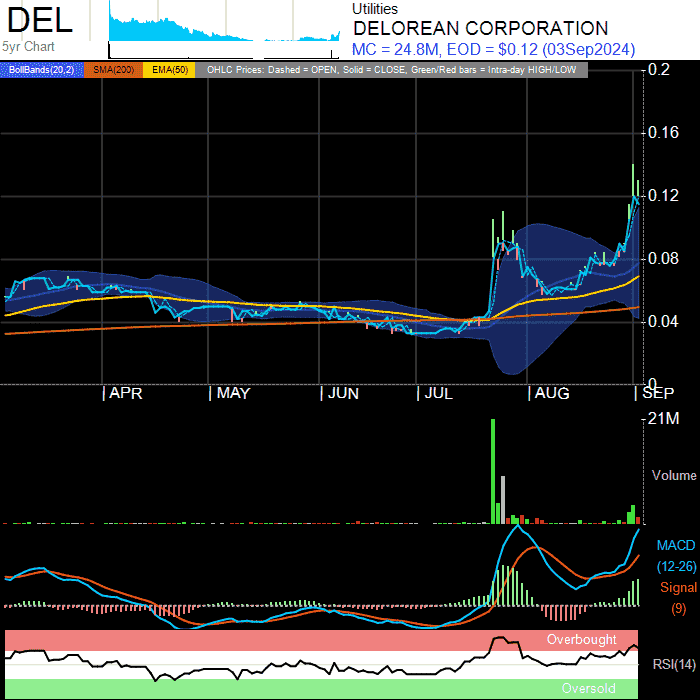 DEL
5yr Chart
Utilities
DELOREAN CORPORATION
MC = 24.8M, EOD = $0.12 (03Sep2024)
BollBands(20,2) SMA(200) EMA(50) OHLC Prices: Dashed = OPEN, Solid = CLOSE, Green/Red bars = Intra-day HIGH/LOW
0.2
0.16
0.12
0.08
0.04
0
APR MAY JUN JUL AUG SEP
21M
Volume
MACD
(12-26)
Signal
(9)
Overbought
RSI(14)
Oversold